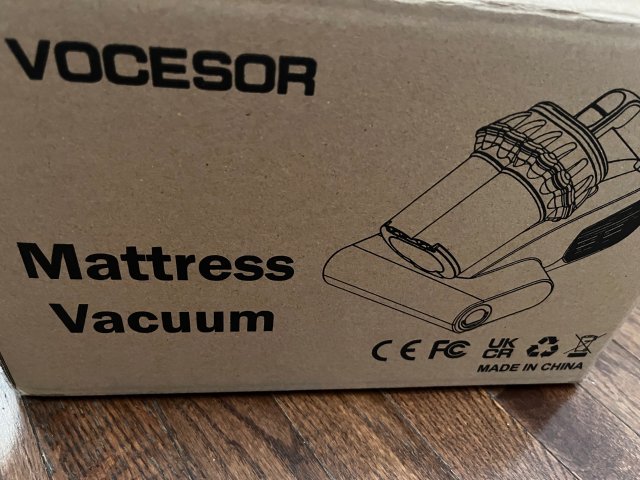 VOCESOR
Mattress
Vacuum
CE FC UK CA
MADE IN CHINA